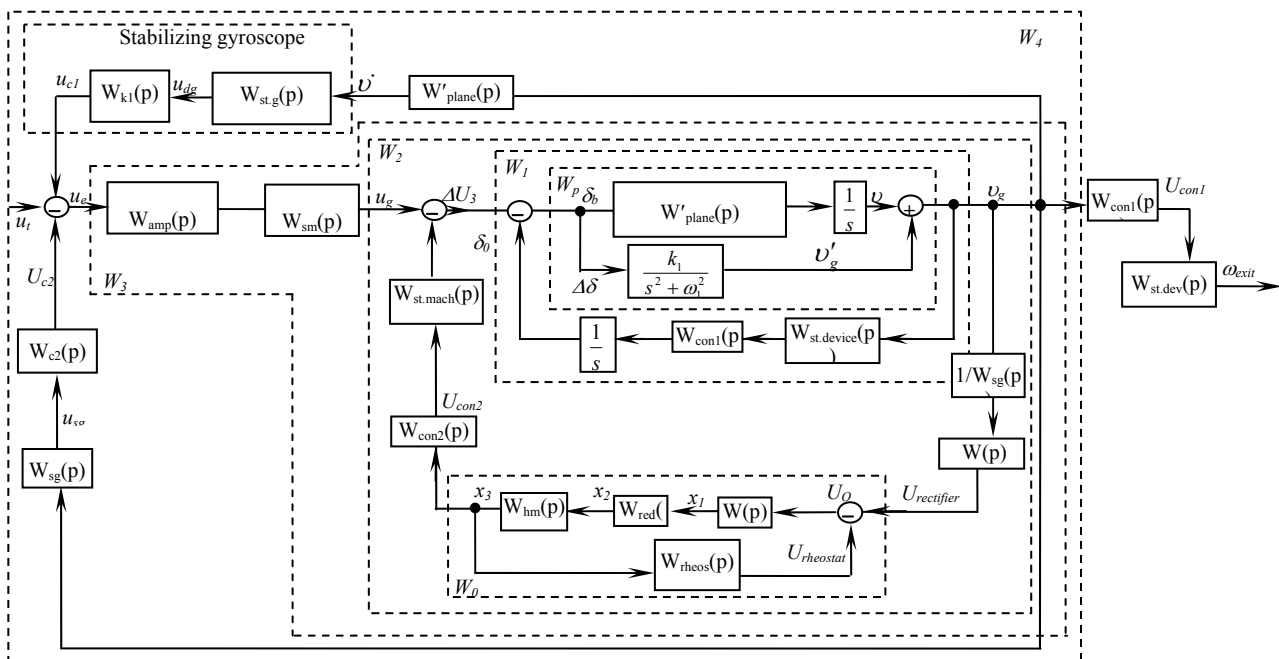 Stabilizing gyroscope
W4
uc1
Wk1(p)
udg
Wst.g(p)
υ̇
W'plane(p)
W2
W1
Wp
ut
ue
Wamp(p)
Wsm(p)
ug
ΔU3
δb
W'plane(p)
1
s
υ
υg
Wcon1(p
)
Ucon1
δ0
Δδ
k1
s² + ω1²
υ'g
Wst.dev(p)
ωexit
Uc2
W3
Wst.mach(p)
1
s
Wcon1(p
Wst.device(p
)
Wc2(p)
1/Wsg(p
)
usg
Ucon2
Wcon2(p)
W(p)
Wsg(p)
x3
Whm(p)
x2
Wred(
x1
W(p)
UO
Urectifier
Wrheos(p)
Urheostat
W0